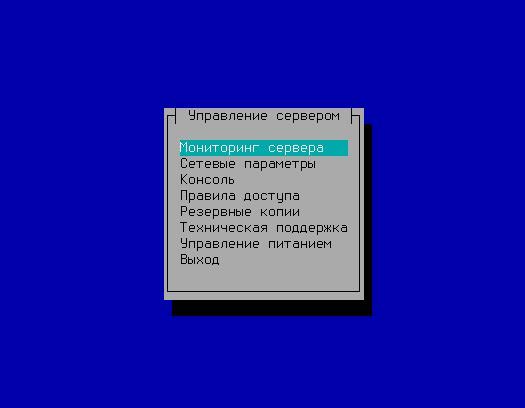 Управление сервером
Мониторинг сервера
Сетевые параметры
Консоль
Правила доступа
Резервные копии
Техническая поддержка
Управление питанием
Выход